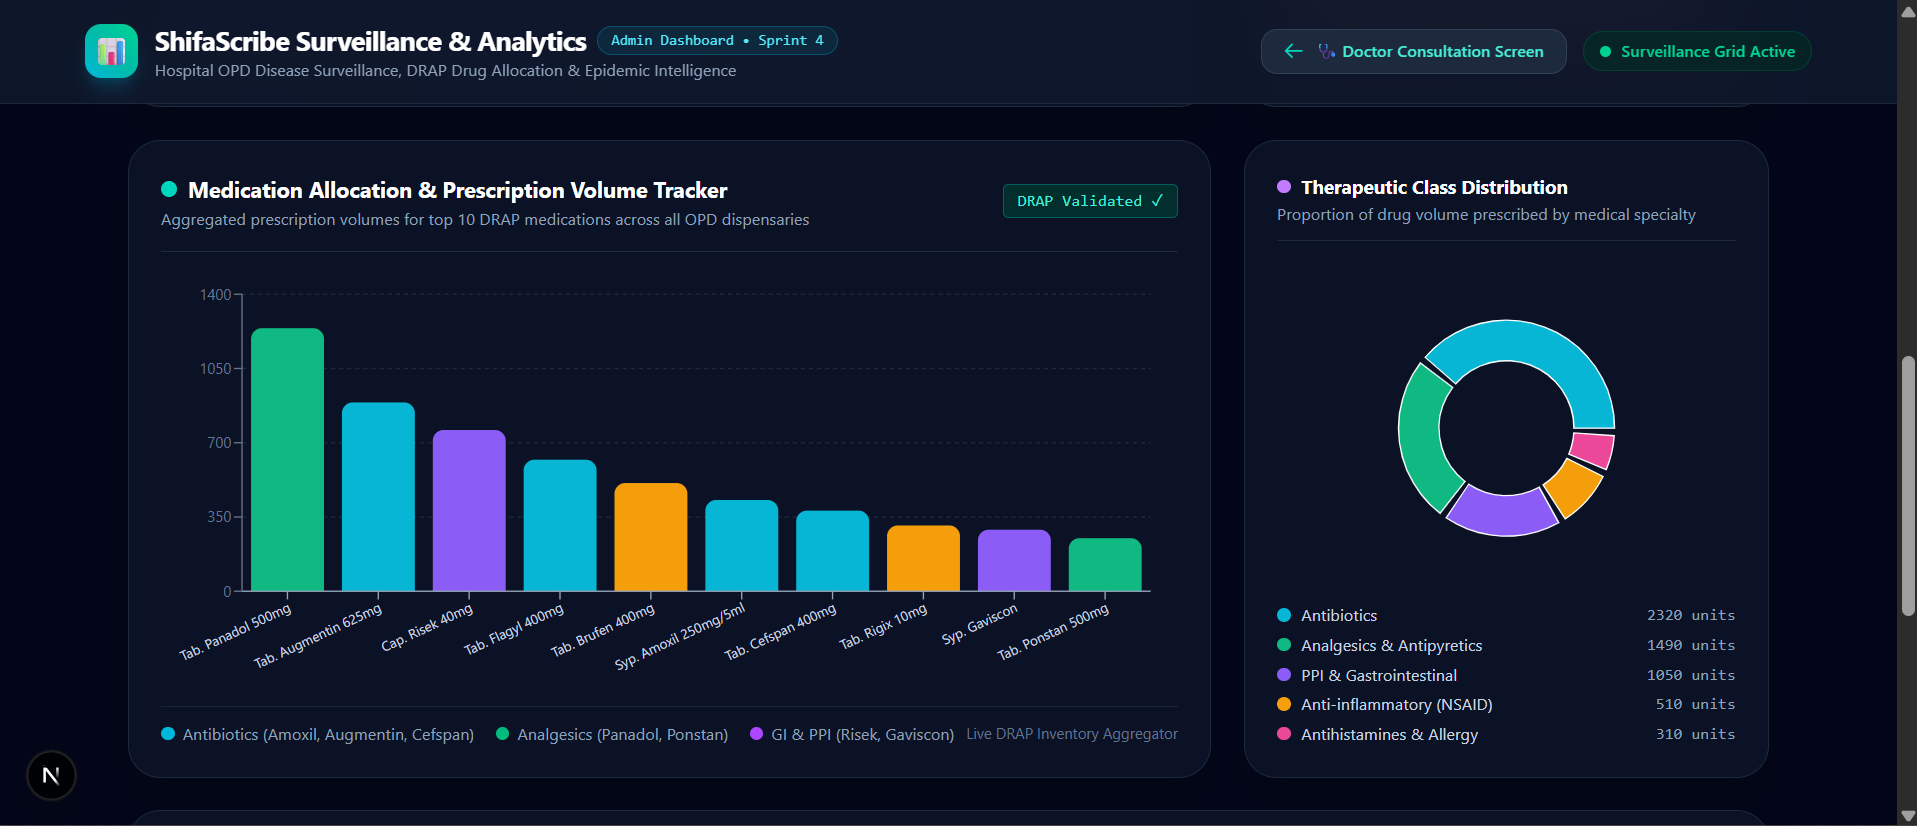 ShifaScribe Surveillance & Analytics
Admin Dashboard • Sprint 4
Hospital OPD Disease Surveillance, DRAP Drug Allocation & Epidemic Intelligence
← Doctor Consultation Screen
Surveillance Grid Active
Medication Allocation & Prescription Volume Tracker
Aggregated prescription volumes for top 10 DRAP medications across all OPD dispensaries
DRAP Validated ✓
1400
1050
700
350
0
Tab. Panadol 500mg
Tab. Augmentin 625mg
Cap. Risek 40mg
Tab. Flagyl 400mg
Tab. Brufen 400mg
Syp. Amoxil 250mg/5ml
Tab. Cefspan 400mg
Tab. Rigix 10mg
Syp. Gaviscon
Tab. Ponstan 500mg
Antibiotics (Amoxil, Augmentin, Cefspan)
Analgesics (Panadol, Ponstan)
GI & PPI (Risek, Gaviscon)
Live DRAP Inventory Aggregator
Therapeutic Class Distribution
Proportion of drug volume prescribed by medical specialty
Antibiotics 2320 units
Analgesics & Antipyretics 1490 units
PPI & Gastrointestinal 1050 units
Anti-inflammatory (NSAID) 510 units
Antihistamines & Allergy 310 units
N